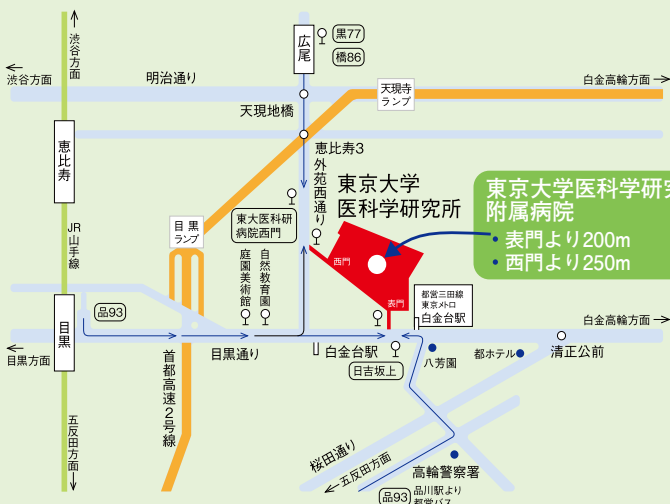 渋谷方面
渋谷方面
明治通り
広尾
黒77
橋86
天現寺
ランプ
白金高輪方面
天現地橋
恵比寿
恵比寿3
外苑西通り
東京大学
医科学研究所
東京大学医科学研究
附属病院
・表門より200m
・西門より250m
目黒
ランプ
東大医科研
病院西門
西門
表門
JR
山手線
庭園美術館
自然教育園
都営三田線
東京メトロ
白金台駅
品93
目黒
目黒方面
目黒通り
白金台駅
日吉坂上
八芳園
都ホテル
清正公前
白金高輪方面
首都高速2号線
五反田方面
桜田通り
五反田方面
高輪警察署
品93
品川駅より
都営バス